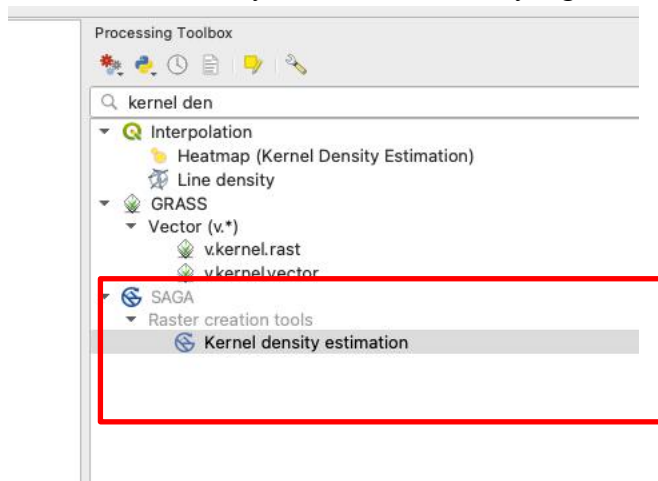 Processing Toolbox
kernel den
Interpolation
Heatmap (Kernel Density Estimation)
Line density
GRASS
Vector (v.*)
v.kernel.rast
v.kernel.vector
SAGA
Raster creation tools
Kernel density estimation